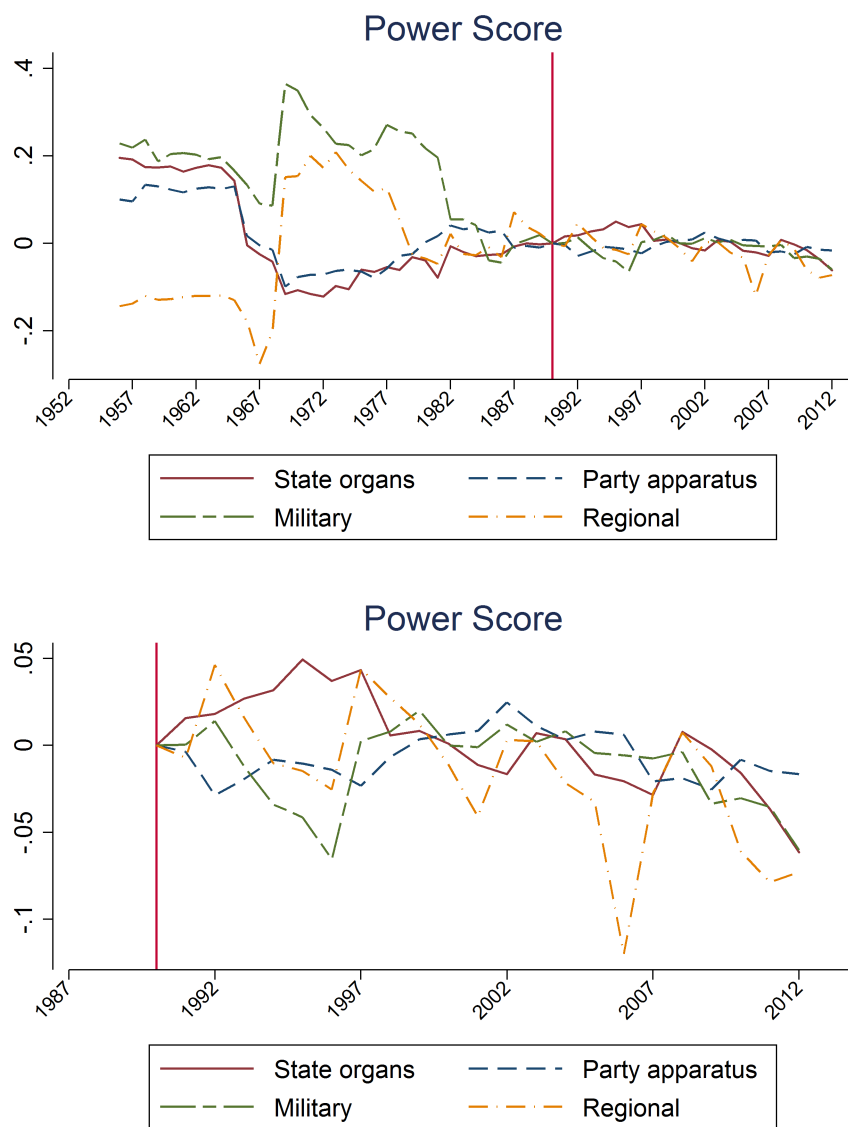 Power Score
.4
.2
0
-.2
1952 1957 1962 1967 1972 1977 1982 1987 1992 1997 2002 2007 2012
State organs Party apparatus
Military Regional
Power Score
.05
0
-.05
-.1
1987 1992 1997 2002 2007 2012
State organs Party apparatus
Military Regional